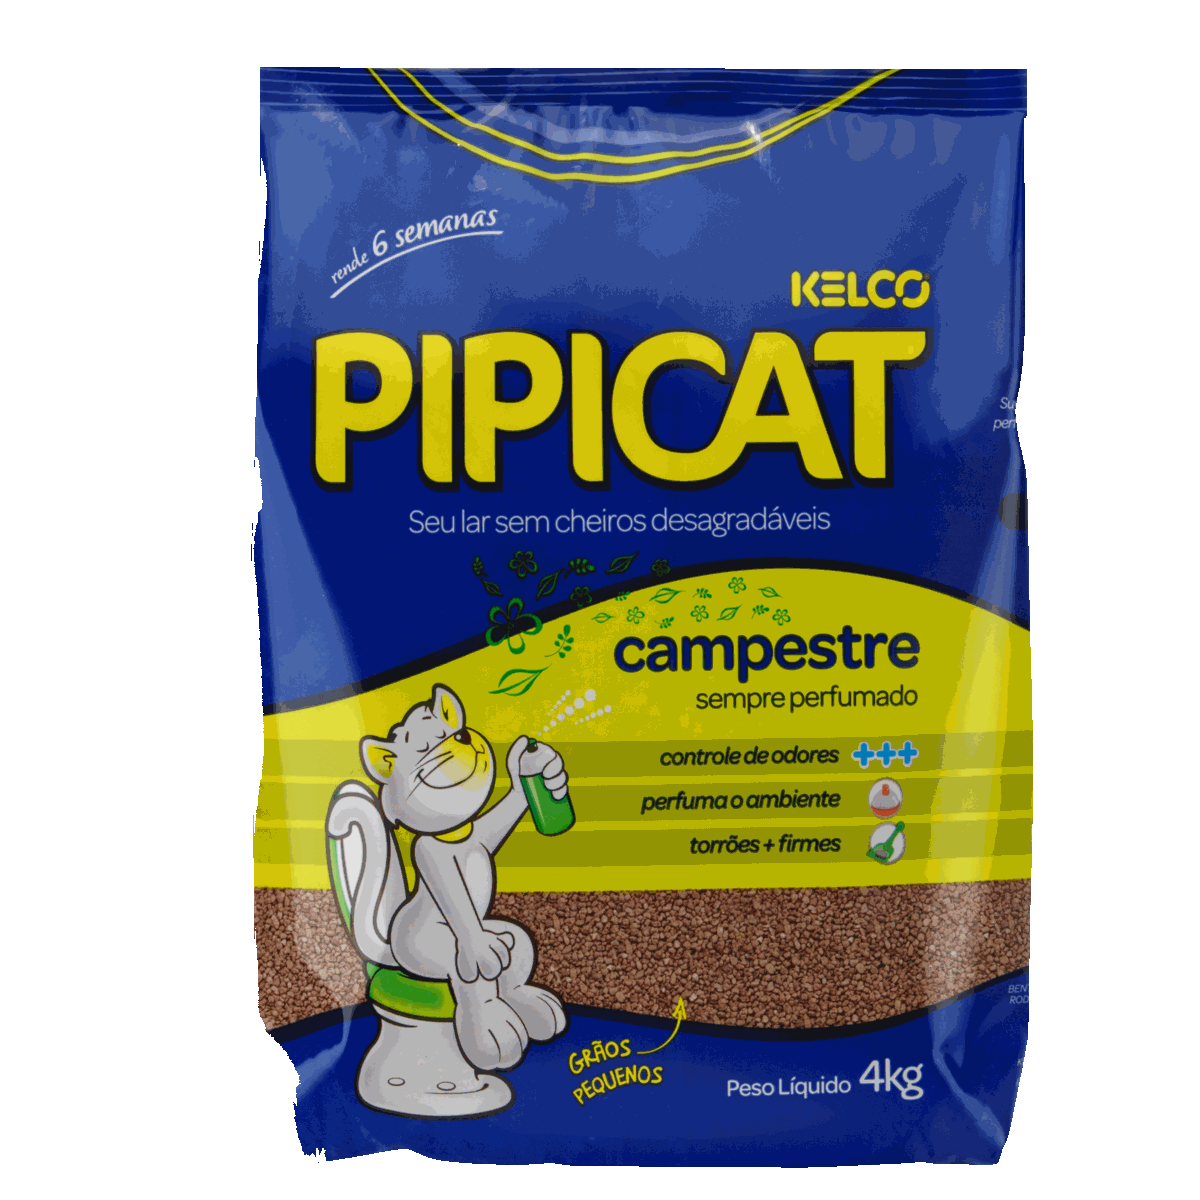 rende 6 semanas
KELCO
PIPICAT
Seu lar sem cheiros desagradáveis
campestre
sempre perfumado
controle de odores +++
perfuma o ambiente
torrões + firmes
GRÃOS
PEQUENOS
Peso Líquido 4kg